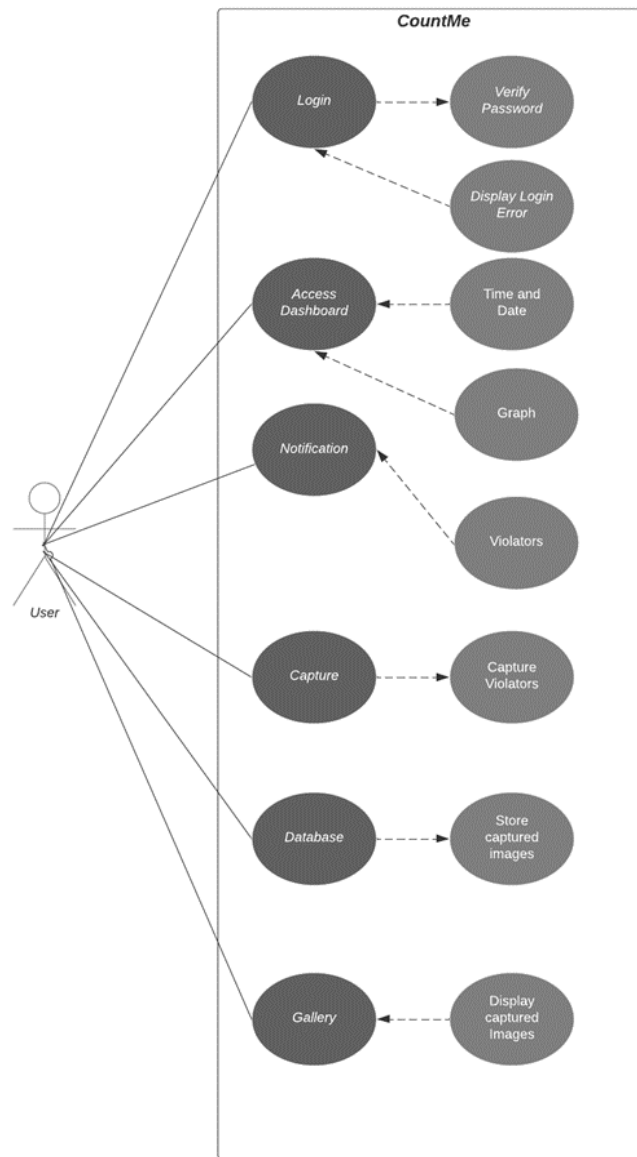 CountMe
Login
Verify
Password
Display Login
Error
Access
Dashboard
Time and
Date
Graph
Notification
Violators
User
Capture
Capture
Violators
Database
Store
captured
images
Gallery
Display
captured
Images